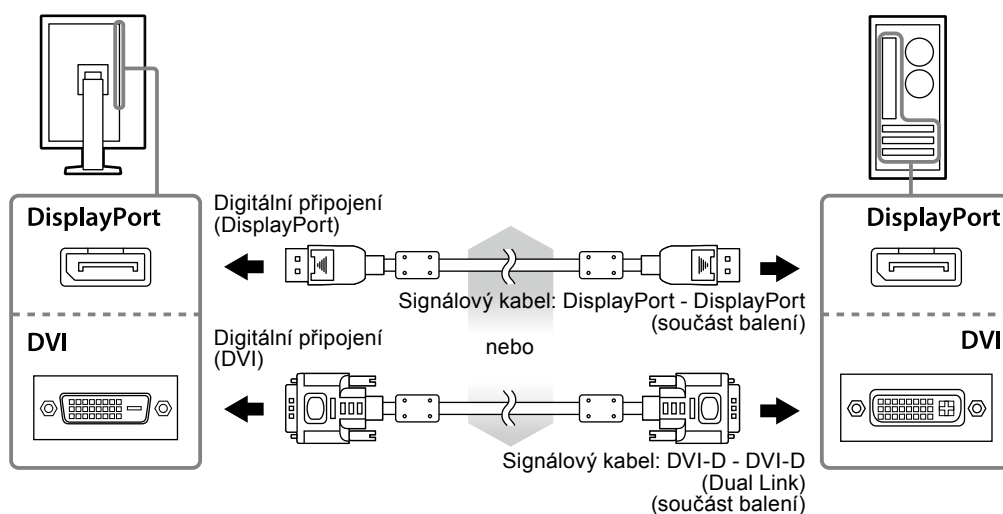 DisplayPort
Digitální připojení
(DisplayPort)
DisplayPort
Signálový kabel: DisplayPort - DisplayPort
(součást balení)
DVI
Digitální připojení
(DVI)
nebo
DVI
Signálový kabel: DVI-D - DVI-D
(Dual Link)
(součást balení)